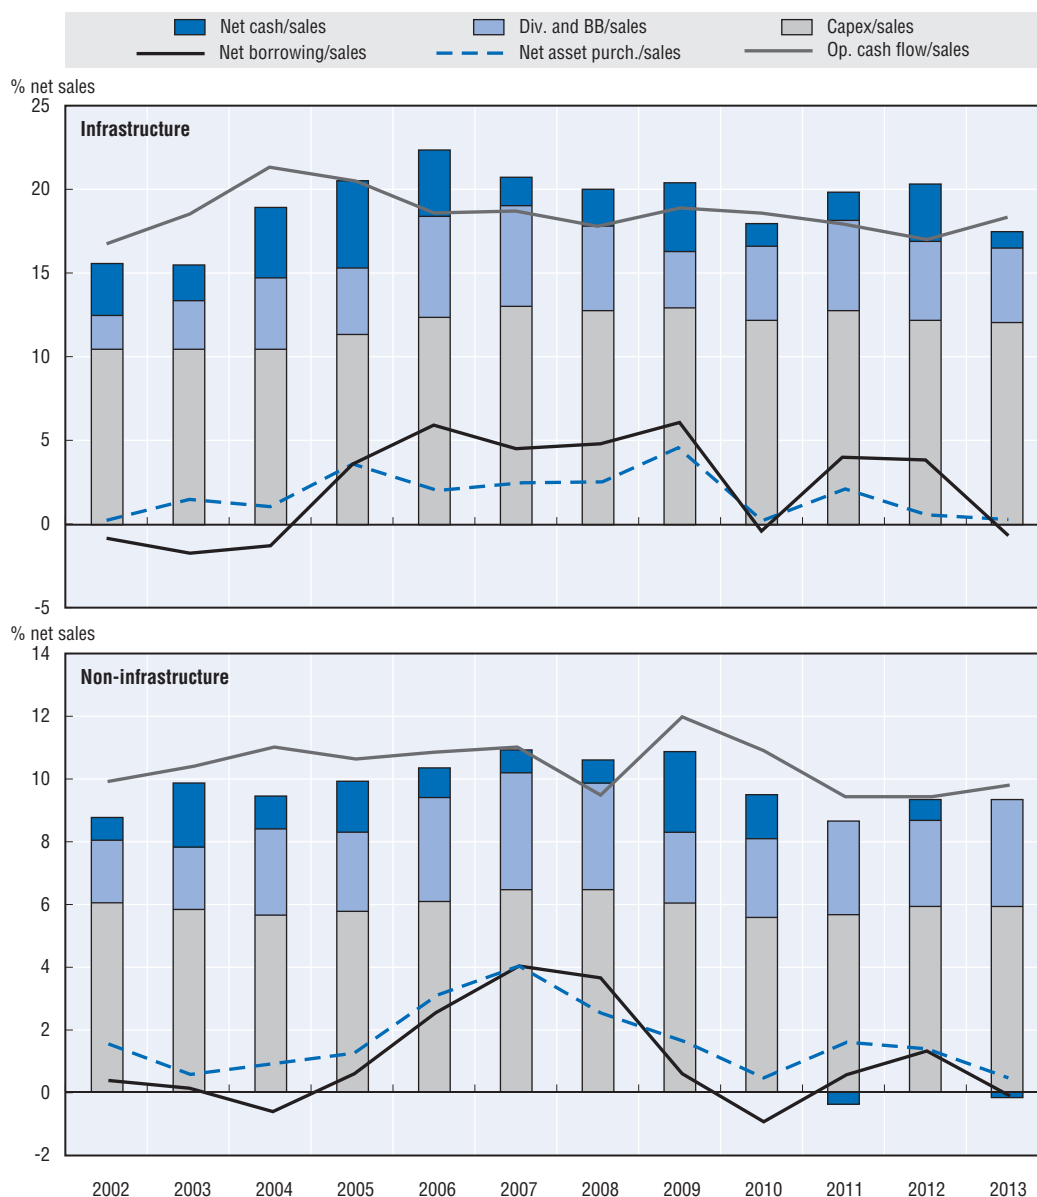 Net cash/sales Div. and BB/sales Capex/sales
Net borrowing/sales Net asset purch./sales Op. cash flow/sales
% net sales
25
Infrastructure
20
15
10
5
0
-5
% net sales
14
Non-infrastructure
12
10
8
6
4
2
0
-2
2002 2003 2004 2005 2006 2007 2008 2009 2010 2011 2012 2013